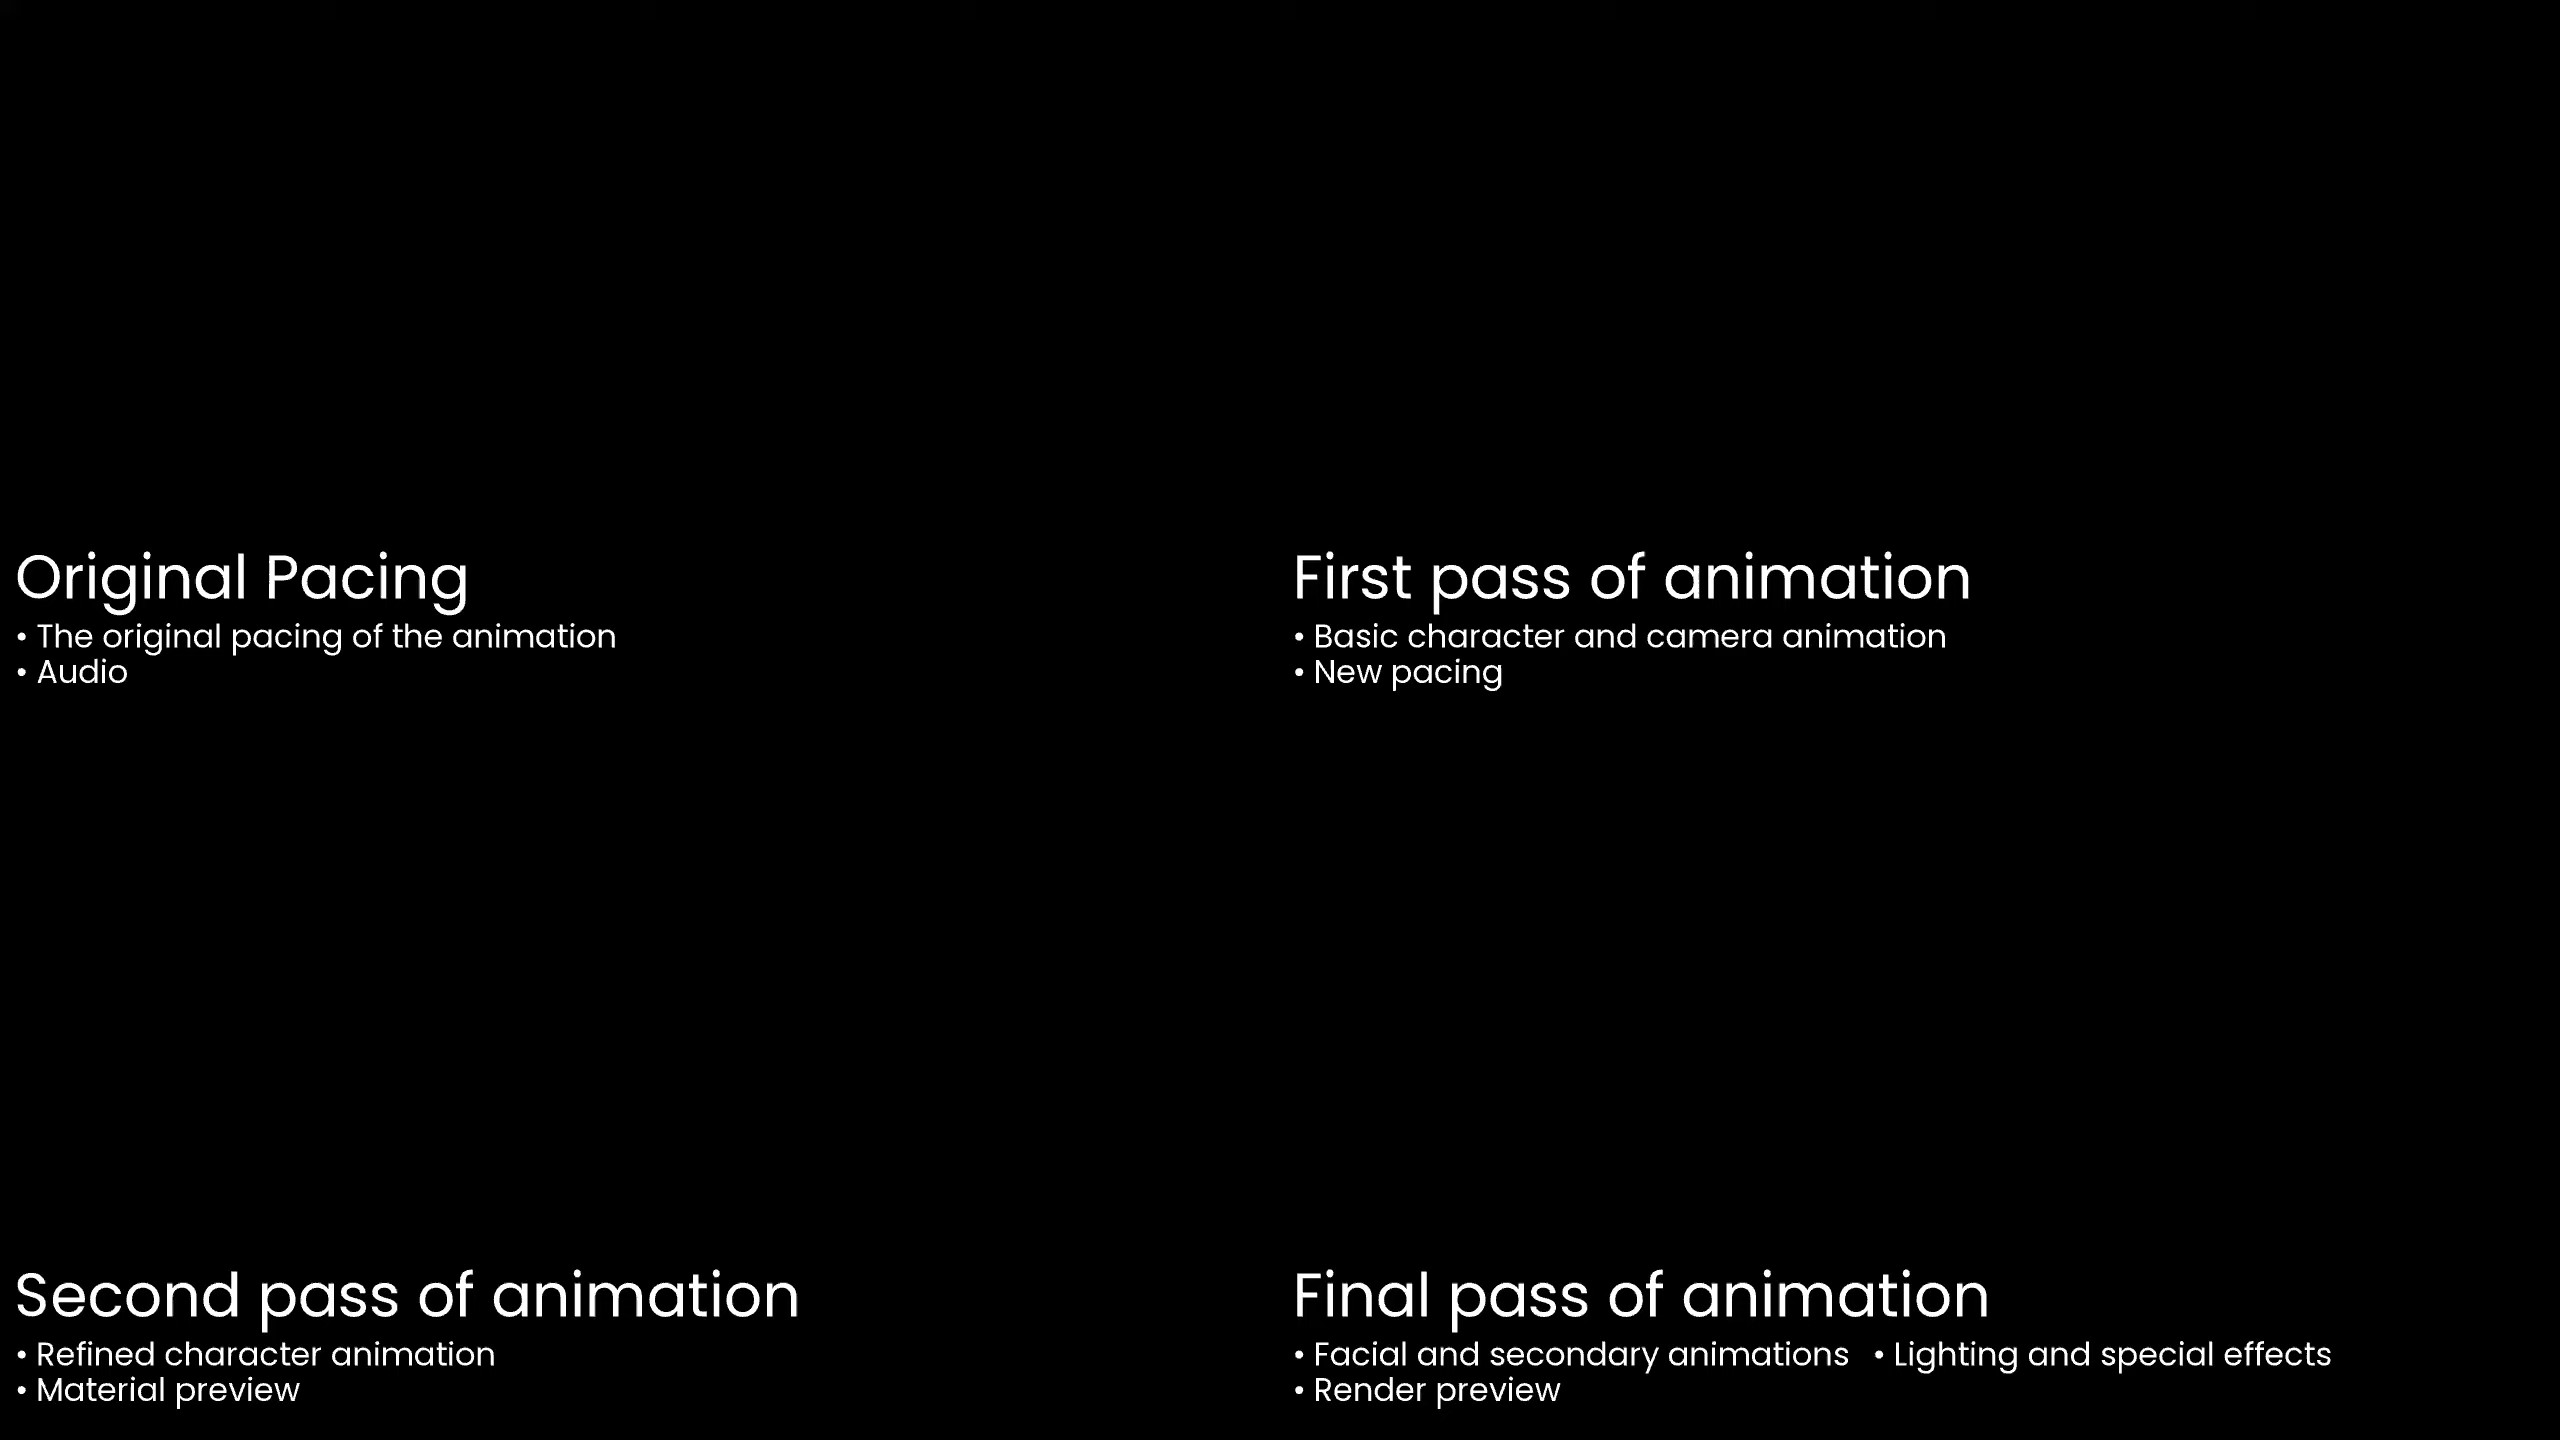 Original Pacing
• The original pacing of the animation
• Audio
First pass of animation
• Basic character and camera animation
• New pacing
Second pass of animation
• Refined character animation
• Material preview
Final pass of animation
• Facial and secondary animations • Lighting and special effects
• Render preview